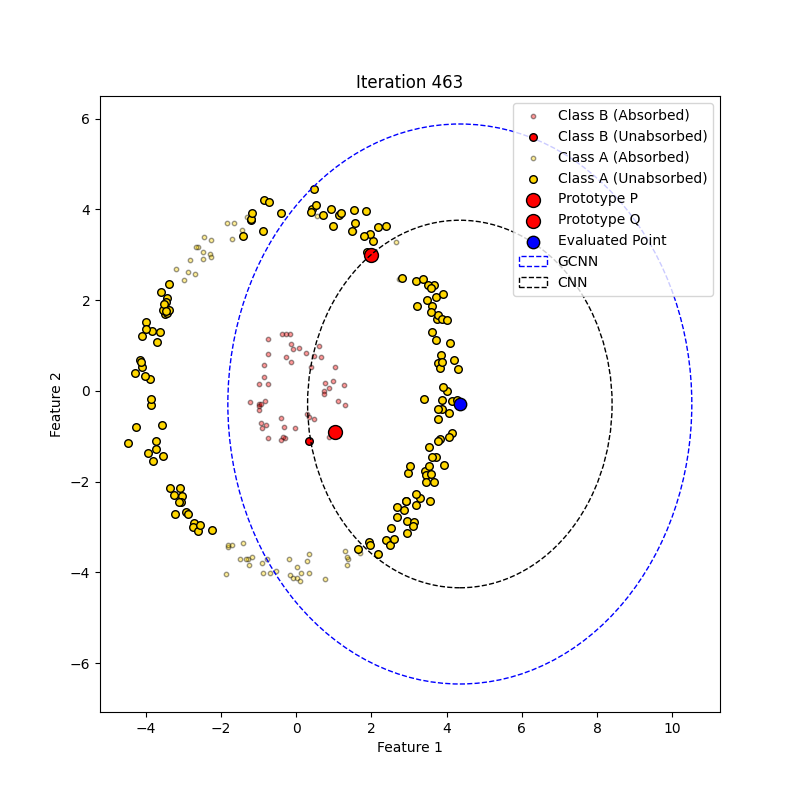 Iteration 463
Class B (Absorbed)
Class B (Unabsorbed)
Class A (Absorbed)
Class A (Unabsorbed)
Prototype P
Prototype Q
Evaluated Point
GCNN
CNN
6
4
2
0
−2
−4
−6
Feature 2
−4 −2 0 2 4 6 8 10
Feature 1